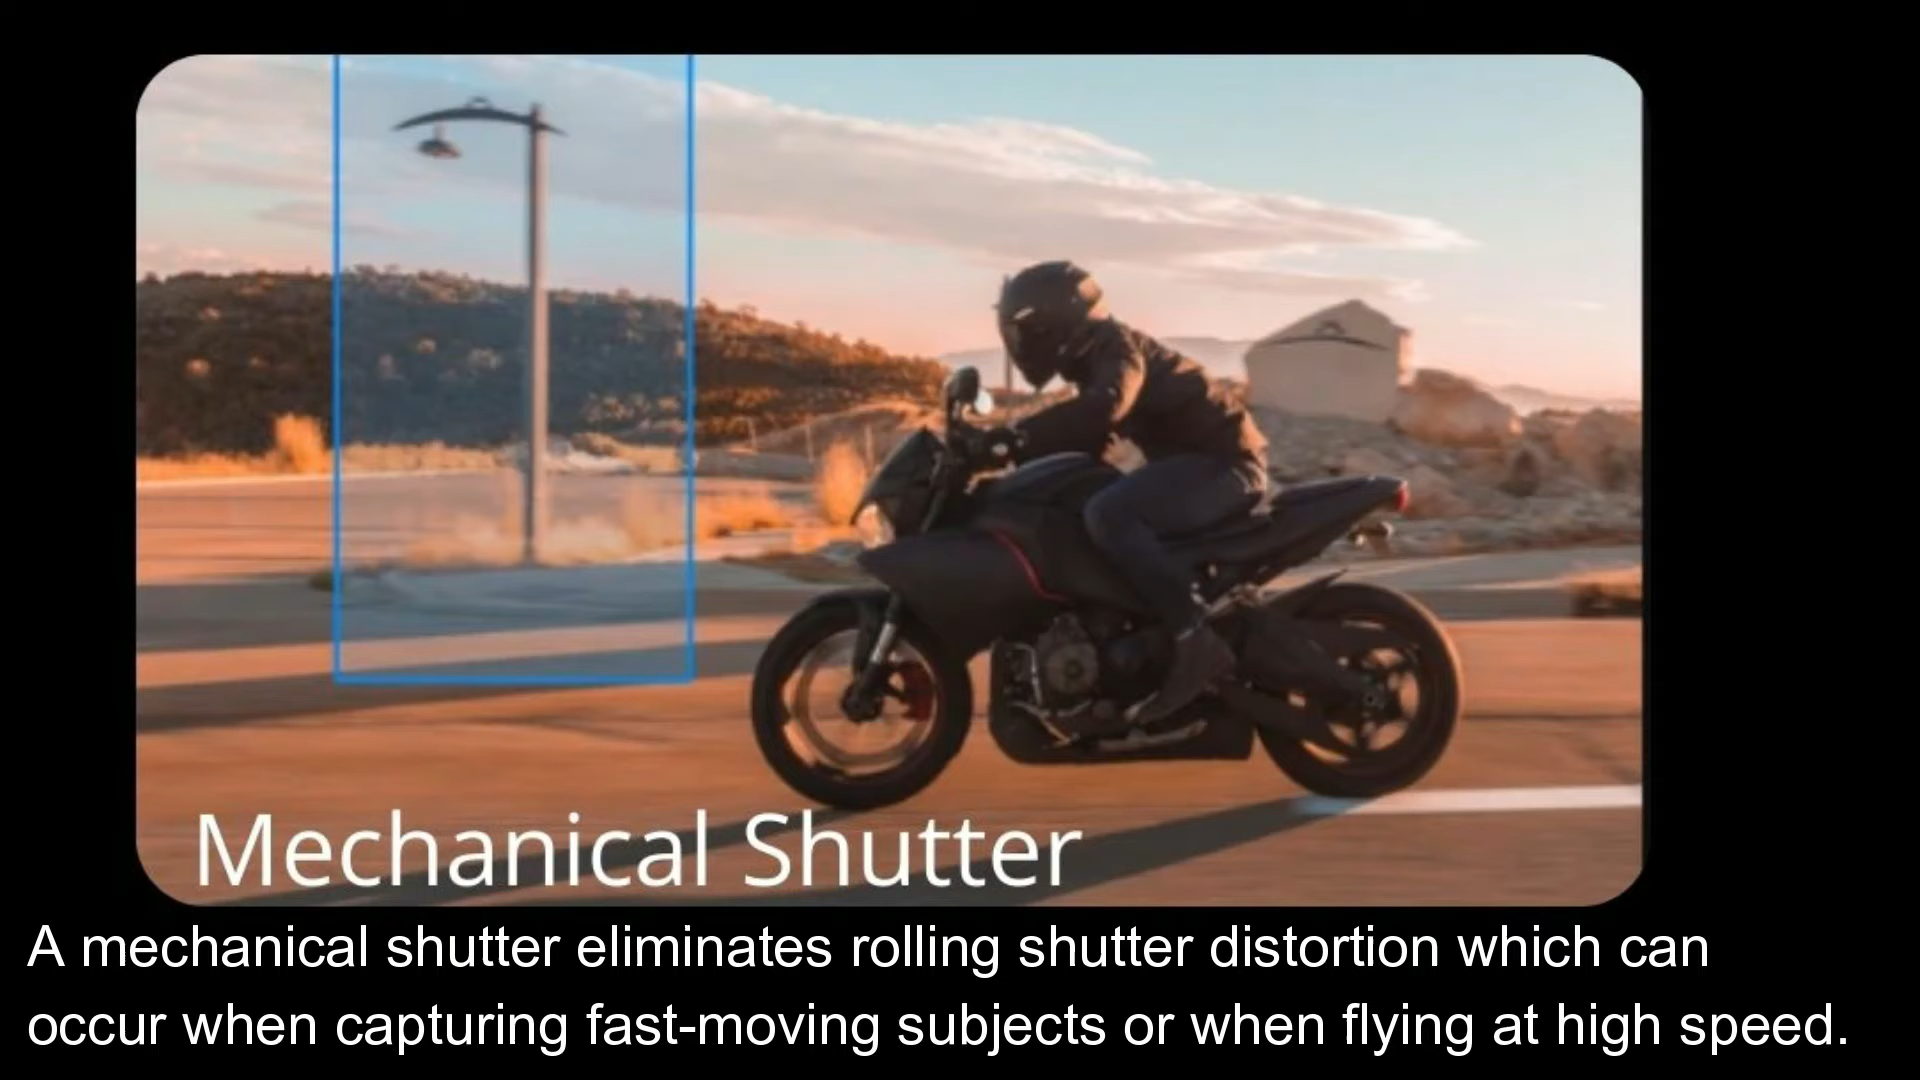 Mechanical Shutter
A mechanical shutter eliminates rolling shutter distortion which can
occur when capturing fast-moving subjects or when flying at high speed.